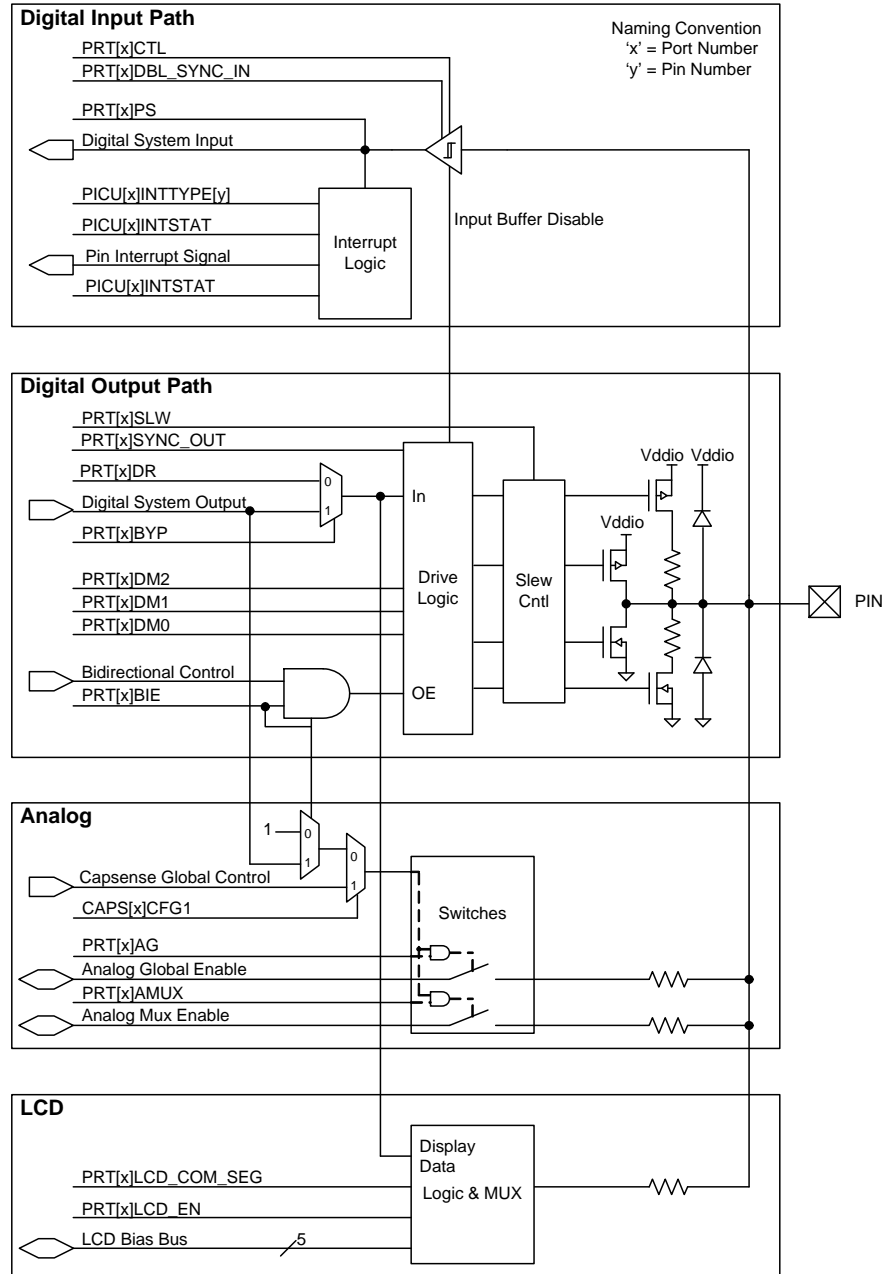 Digital Input Path
Naming Convention
'x' = Port Number
'y' = Pin Number
PRT[x]CTL
PRT[x]DBL_SYNC_IN
PRT[x]PS
Digital System Input
PICU[x]INTTYPE[y]
PICU[x]INTSTAT
Pin Interrupt Signal
PICU[x]INTSTAT
Interrupt
Logic
Input Buffer Disable
Digital Output Path
PRT[x]SLW
PRT[x]SYNC_OUT
PRT[x]DR
Digital System Output
PRT[x]BYP
0
1
PRT[x]DM2
PRT[x]DM1
PRT[x]DM0
Bidirectional Control
PRT[x]BIE
In
Drive
Logic
OE
Slew
Cntl
Vddio
Vddio
Vddio
PIN
Analog
1
0
1
0
1
Capsense Global Control
CAPS[x]CFG1
Switches
PRT[x]AG
Analog Global Enable
PRT[x]AMUX
Analog Mux Enable
LCD
Display
Data
Logic & MUX
PRT[x]LCD_COM_SEG
PRT[x]LCD_EN
LCD Bias Bus
5